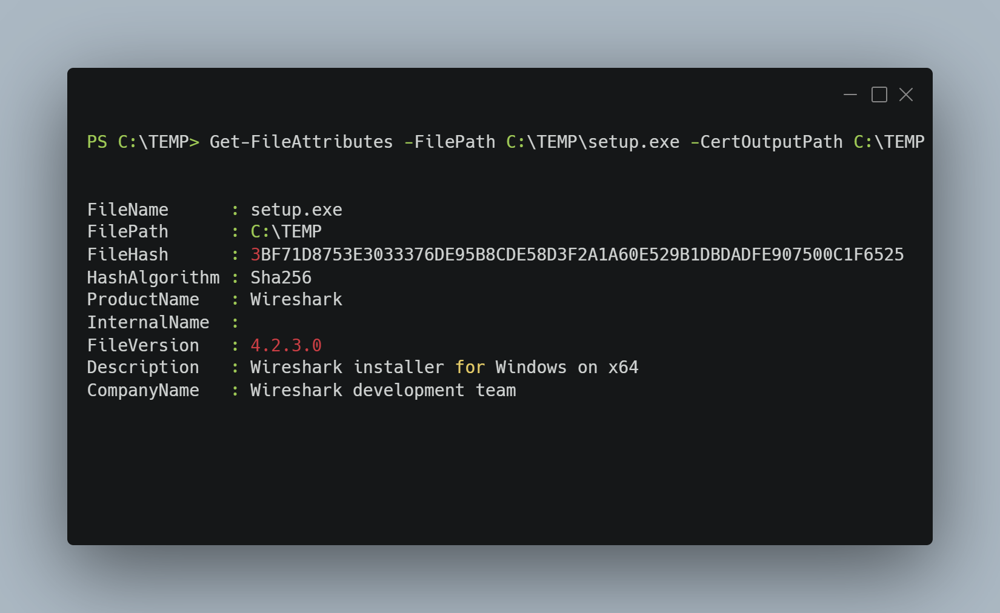 PS C:\TEMP> Get-FileAttributes -FilePath C:\TEMP\setup.exe -CertOutputPath C:\TEMP
FileName      : setup.exe
FilePath      : C:\TEMP
FileHash      : 3BF71D8753E3033376DE95B8CDE58D3F2A1A60E529B1DBDADFE907500C1F6525
HashAlgorithm : Sha256
ProductName   : Wireshark
InternalName  :
FileVersion   : 4.2.3.0
Description   : Wireshark installer for Windows on x64
CompanyName   : Wireshark development team